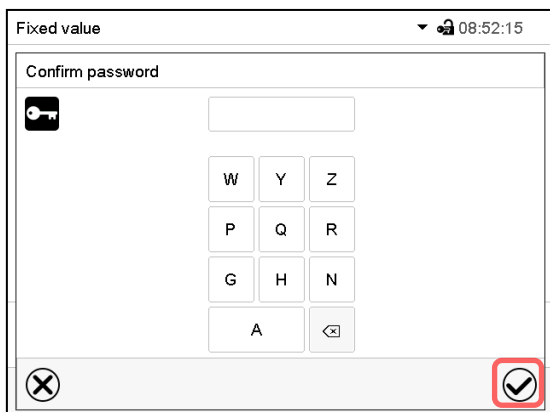 Fixed value 08:52:15
Confirm password
W Y Z
P Q R
G H N
A